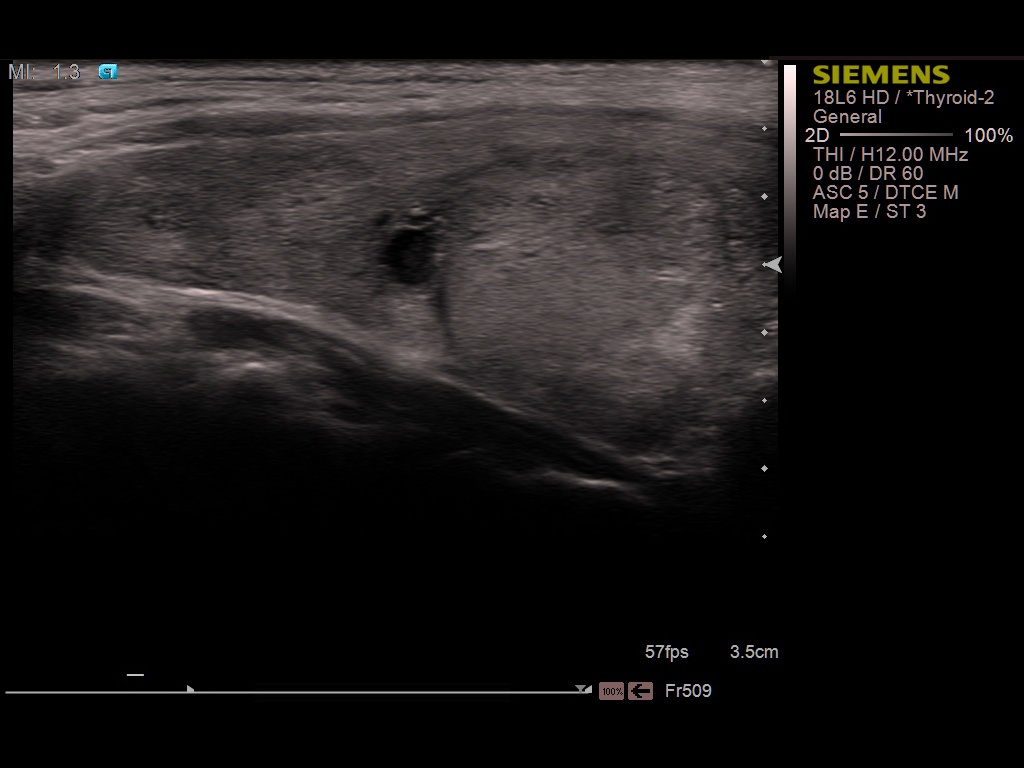 MI: 1.3
SIEMENS
18L6 HD / *Thyroid-2
General
2D 100%
THI / H12.00 MHz
0 dB / DR 60
ASC 5 / DTCE M
Map E / ST 3
57fps 3.5cm
100% Fr509